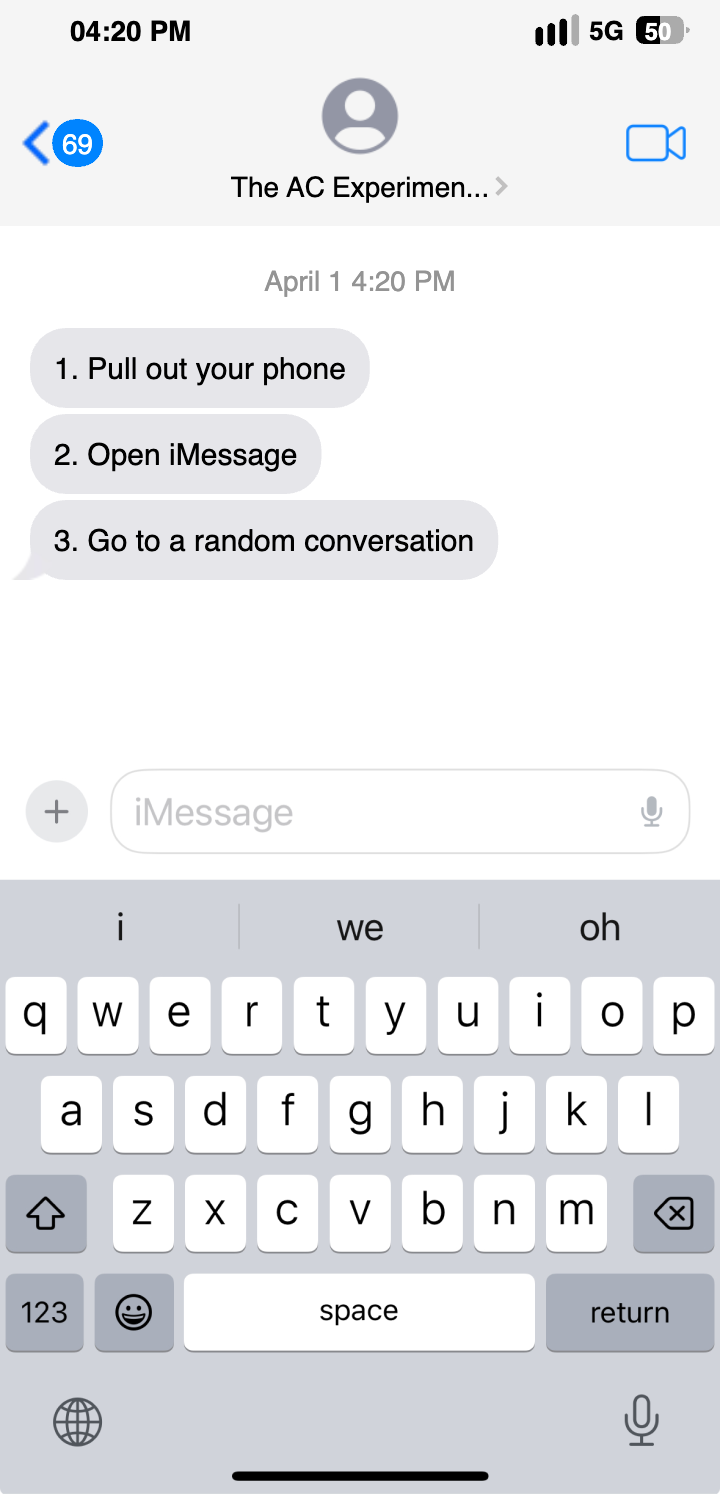 04:20 PM 5G 50
69
The AC Experimen...
April 1 4:20 PM
1. Pull out your phone
2. Open iMessage
3. Go to a random conversation
iMessage
i we oh
q w e r t y u i o p
a s d f g h j k l
z x c v b n m
123 space return